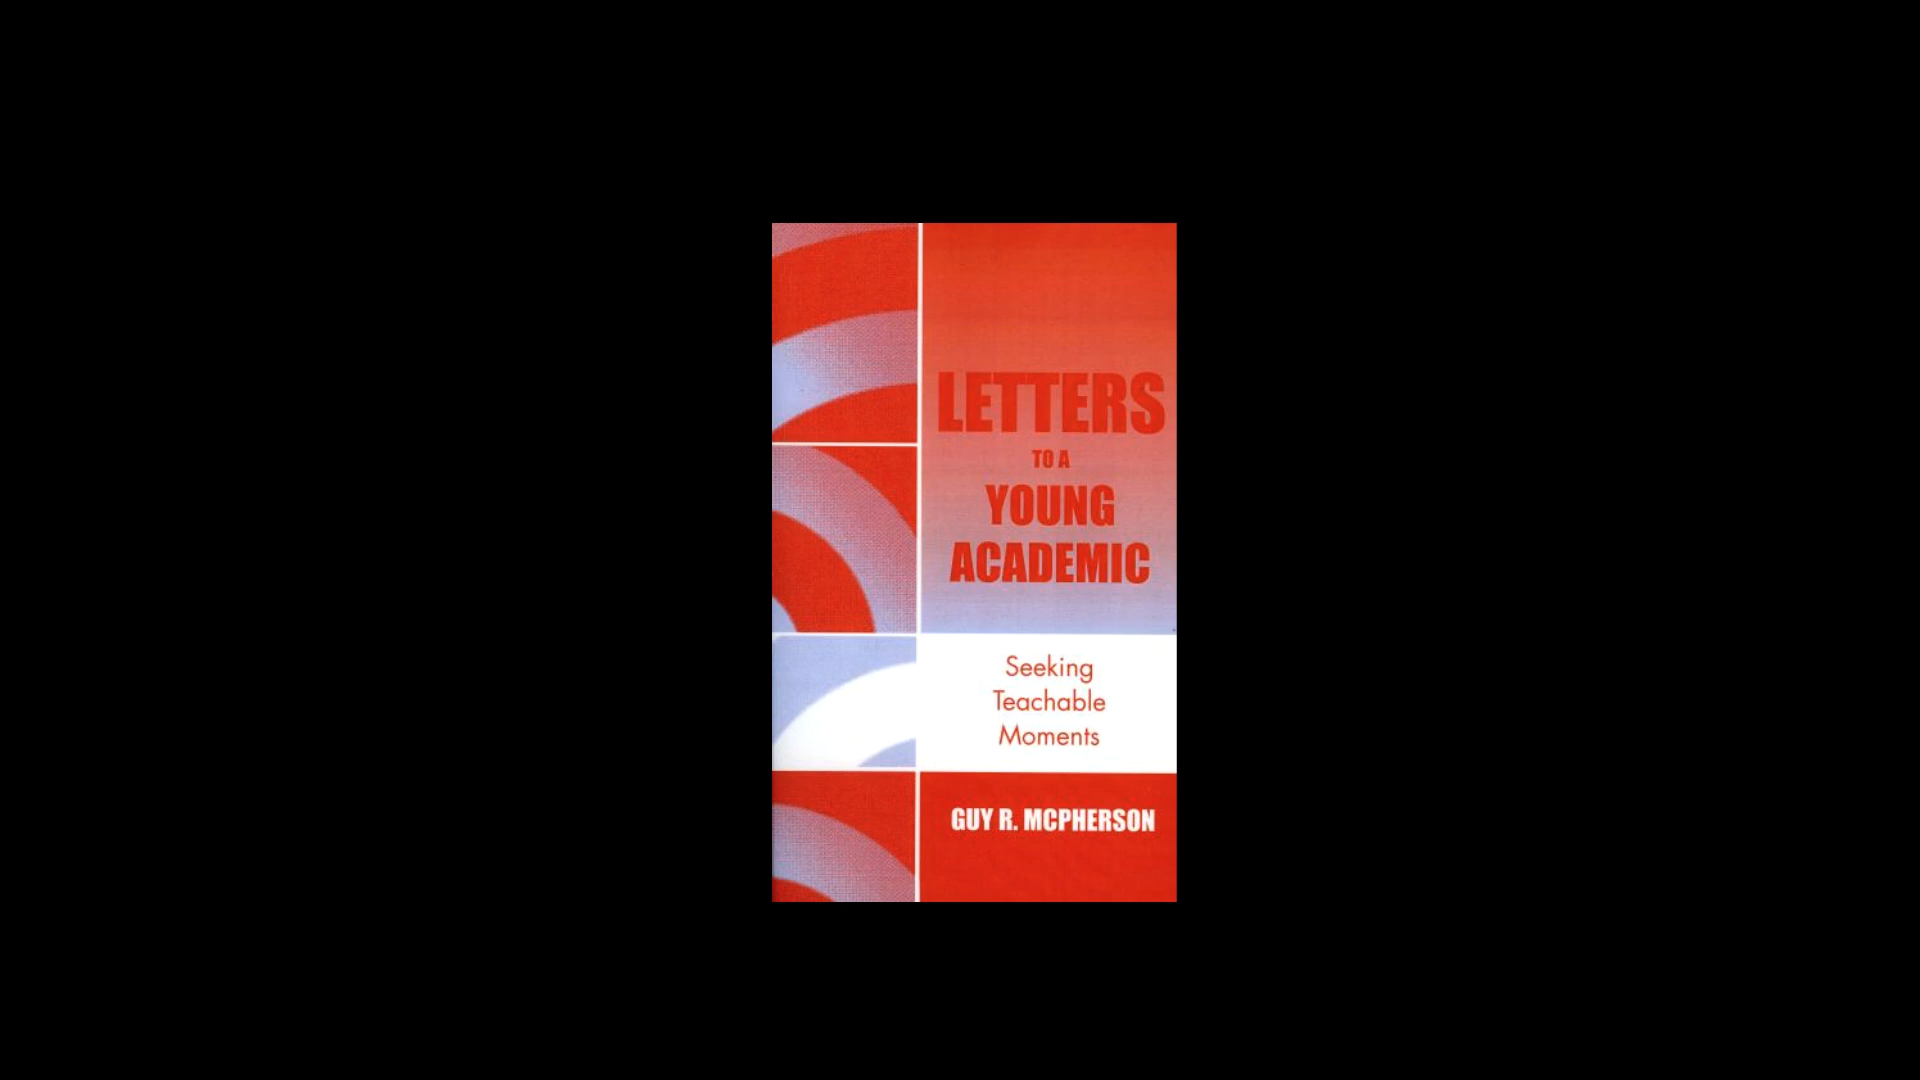 LETTERS
TO A
YOUNG
ACADEMIC
Seeking
Teachable
Moments
GUY R. MCPHERSON